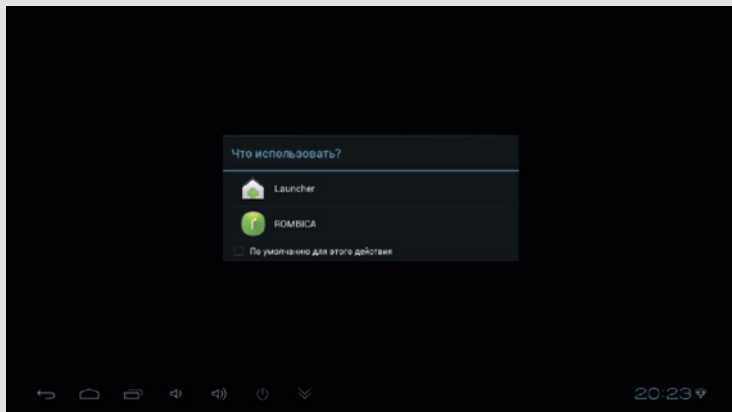 Что использовать?
Launcher
ROMBICA
По умолчанию для этого действия
20:23